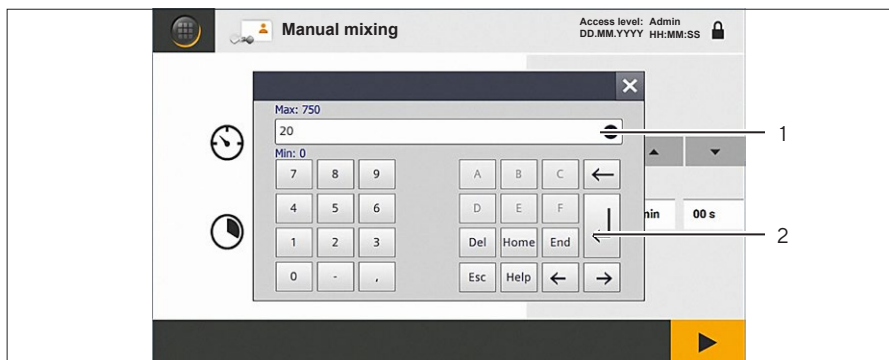 Manual mixing
Access level: Admin
DD.MM.YYYY HH:MM:SS
Max: 750
20
1
Min: 0
7 8 9 A B C ←
4 5 6 D E F
min 00 s
1 2 3 Del Home End
2
0 - , Esc Help ← →